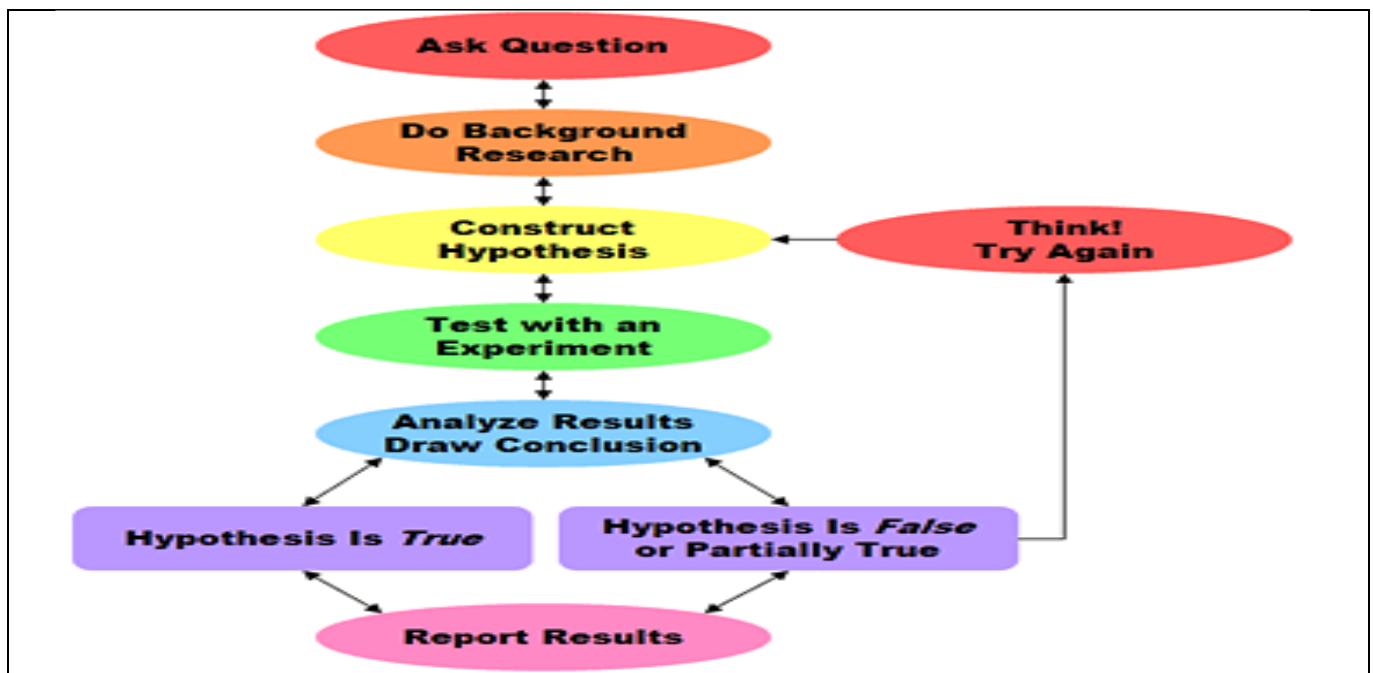 Ask Question
Do Background
Research
Construct
Hypothesis
Think!
Try Again
Test with an
Experiment
Analyze Results
Draw Conclusion
Hypothesis Is True
Hypothesis Is False
or Partially True
Report Results